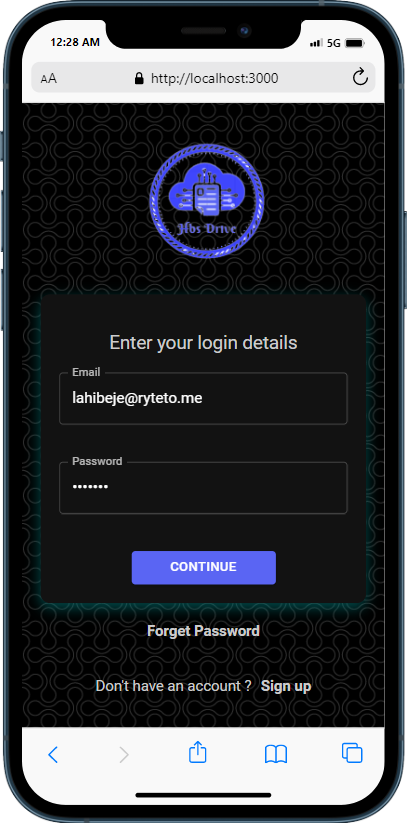 12:28 AM
5G
AA
http://localhost:3000
Jlbs Drive
Enter your login details
Email
lahibeje@ryteto.me
Password
•••••••
CONTINUE
Forget Password
Don't have an account ? Sign up